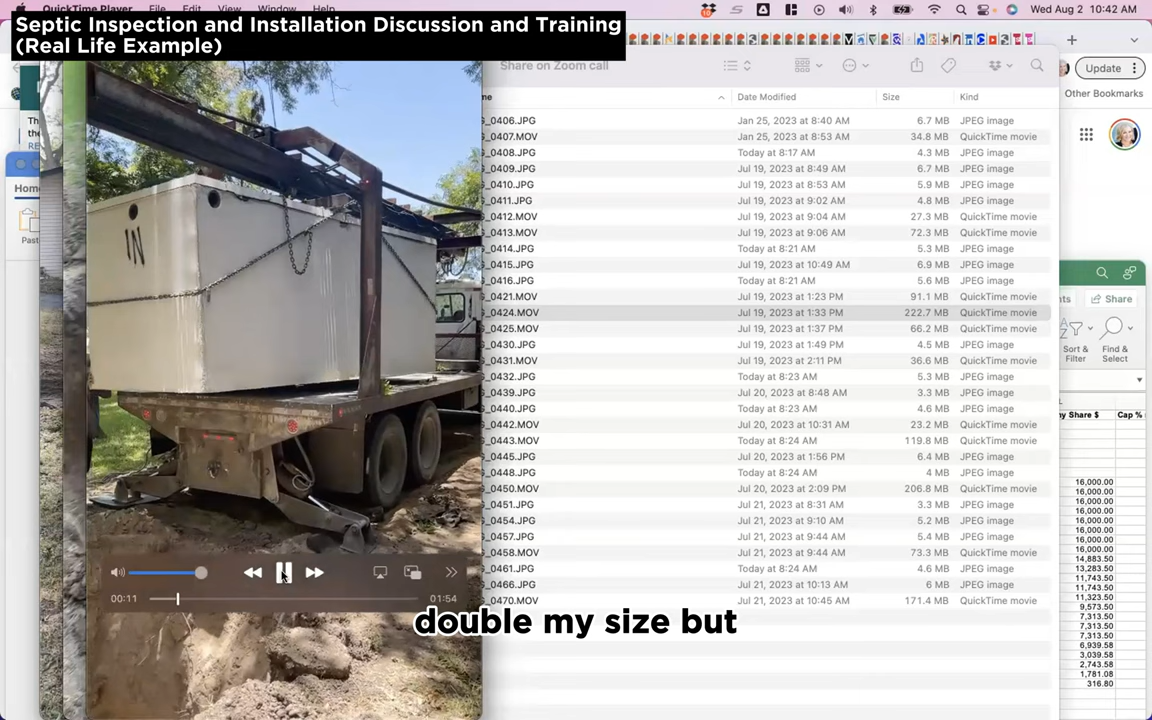 QuickTime Player File Edit View Window Help
Wed Aug 2 10:42 AM
Septic Inspection and Installation Discussion and Training
(Real Life Example)
Share on Zoom call
Update
Other Bookmarks
Date Modified Size Kind
_0406.JPG Jan 25, 2023 at 8:40 AM 6.7 MB JPEG image
_0407.MOV Jan 25, 2023 at 8:53 AM 34.8 MB QuickTime movie
_0408.JPG Today at 8:17 AM 4.3 MB JPEG image
_0409.JPG Jul 19, 2023 at 8:49 AM 6.7 MB JPEG image
_0410.JPG Jul 19, 2023 at 8:53 AM 5.9 MB JPEG image
_0411.JPG Jul 19, 2023 at 9:02 AM 4.8 MB JPEG image
_0412.MOV Jul 19, 2023 at 9:04 AM 27.3 MB QuickTime movie
_0413.MOV Jul 19, 2023 at 9:06 AM 72.3 MB QuickTime movie
_0414.JPG Today at 8:21 AM 5.3 MB JPEG image
_0415.JPG Jul 19, 2023 at 10:49 AM 6.9 MB JPEG image
_0416.JPG Today at 8:21 AM 5.6 MB JPEG image
_0421.MOV Jul 19, 2023 at 1:23 PM 91.1 MB QuickTime movie
_0424.MOV Jul 19, 2023 at 1:33 PM 222.7 MB QuickTime movie
_0425.MOV Jul 19, 2023 at 1:37 PM 66.2 MB QuickTime movie
_0430.JPG Jul 19, 2023 at 1:49 PM 4.5 MB JPEG image
_0431.MOV Jul 19, 2023 at 2:11 PM 36.6 MB QuickTime movie
_0432.JPG Today at 8:23 AM 5.3 MB JPEG image
_0439.JPG Jul 20, 2023 at 8:48 AM 3.3 MB JPEG image
_0440.JPG Today at 8:23 AM 4.6 MB JPEG image
_0442.MOV Jul 20, 2023 at 10:31 AM 23.2 MB QuickTime movie
_0443.MOV Today at 8:24 AM 119.8 MB QuickTime movie
_0445.JPG Jul 20, 2023 at 1:56 PM 6.4 MB JPEG image
_0448.JPG Today at 8:24 AM 4 MB JPEG image
_0450.MOV Jul 20, 2023 at 2:09 PM 206.8 MB QuickTime movie
_0451.JPG Jul 21, 2023 at 8:31 AM 3.3 MB JPEG image
_0454.JPG Jul 21, 2023 at 9:10 AM 5.2 MB JPEG image
_0457.JPG Jul 21, 2023 at 9:44 AM 5.4 MB JPEG image
_0458.MOV Jul 21, 2023 at 9:44 AM 73.3 MB QuickTime movie
_0461.JPG Today at 8:24 AM 4.6 MB JPEG image
_0466.JPG Jul 21, 2023 at 10:13 AM 6 MB JPEG image
_0470.MOV Jul 21, 2023 at 10:45 AM 171.4 MB QuickTime movie
IN
Home
Paste
00:11 01:54
double my size but
Share
Sort &
Filter
Find &
Select
Share $ Cap %
16,000.00
16,000.00
16,000.00
16,000.00
16,000.00
16,000.00
16,000.00
16,000.00
14,883.50
13,283.50
11,743.50
11,743.50
11,323.50
9,573.50
7,313.50
7,313.50
7,313.50
6,939.58
3,039.58
2,743.58
1,781.08
316.80